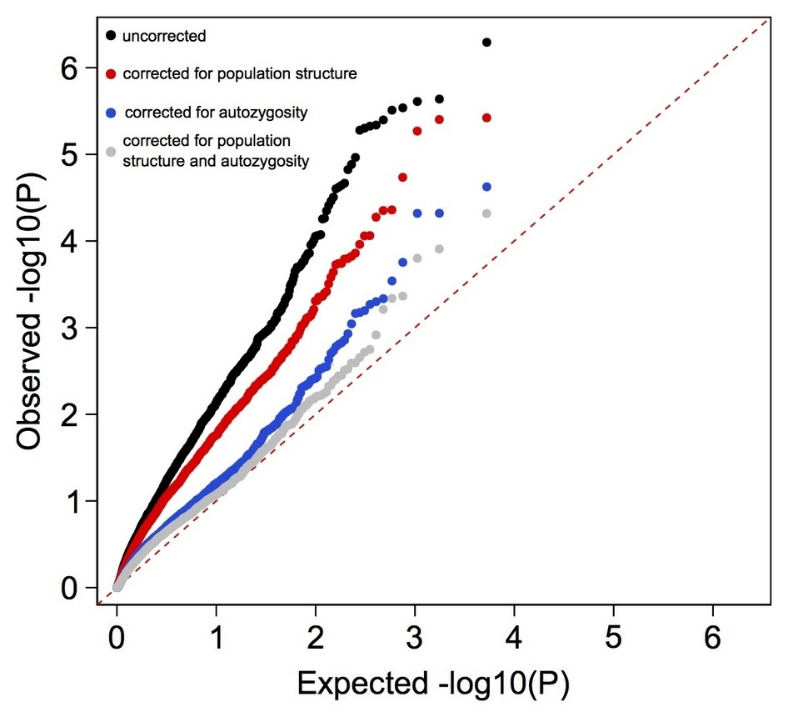 uncorrected
corrected for population structure
corrected for autozygosity
corrected for population
structure and autozygosity
Observed -log10(P)
6
5
4
3
2
1
0
0 1 2 3 4 5 6
Expected -log10(P)